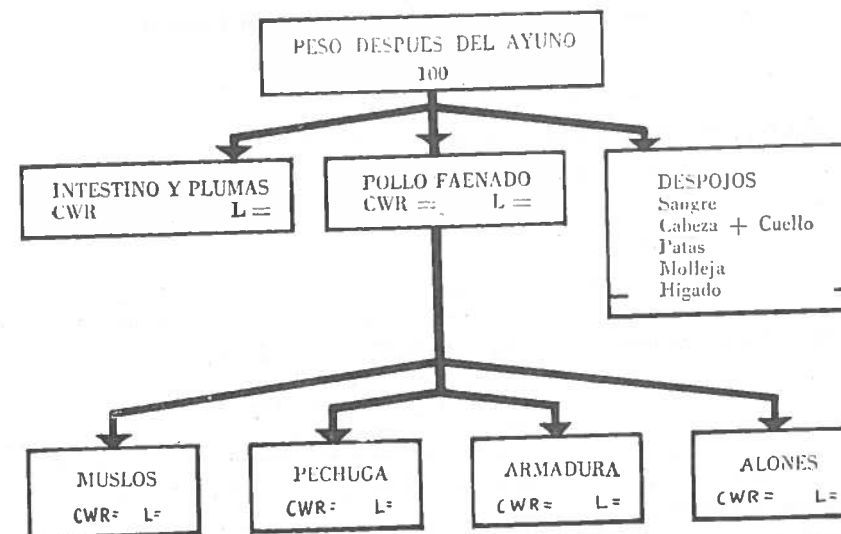 PESO DESPUES DEL AYUNO
100
INTESTINO Y PLUMAS
CWR L =
POLLO FAENADO
CWR = L =
DESPOJOS
Sangre
Cabeza + Cuello
Patas
Molleja
Higado
MUSLOS
CWR= L=
PECHUGA
CWR= L=
ARMADURA
CWR= L=
ALONES
CWR= L=